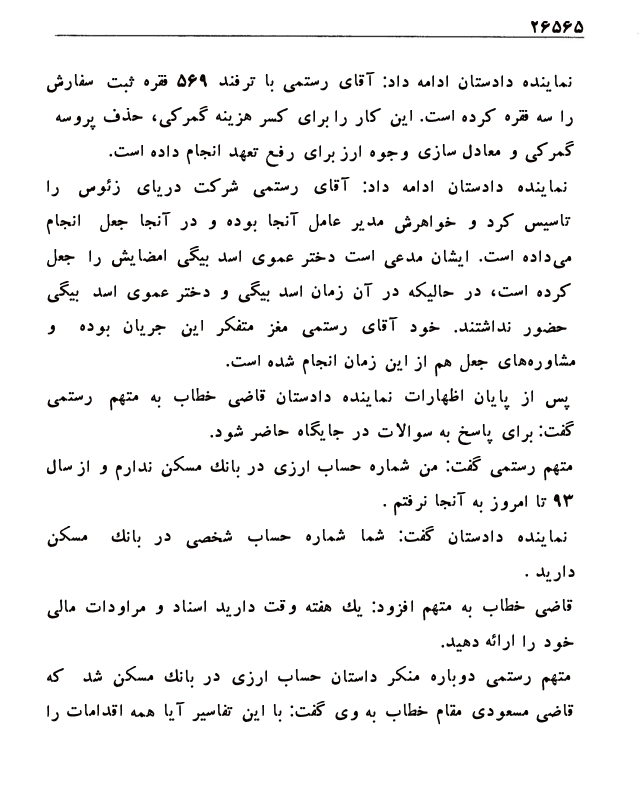 ۲۶۵۶۵
نماینده دادستان ادامه داد: آقای رستمی با ترفند ۵۶۹ فقره ثبت سفارش
را سه فقره کرده است. این کار را برای کسر هزینه گمرکی، حذف پروسه
گمرکی و معادل سازی وجوه ارز برای رفع تعهد انجام داده است.
نماینده دادستان ادامه داد: آقای رستمی شرکت دریای زئوس را
تاسیس کرد و خواهرش مدیر عامل آنجا بوده و در آنجا جعل انجام
می‌داده است. ایشان مدعی است دختر عموی اسد بیگی امضایش را جعل
کرده است، در حالیکه در آن زمان اسد بیگی و دختر عموی اسد بیگی
حضور نداشتند. خود آقای رستمی مغز متفکر این جریان بوده و
مشاوره‌های جعل هم از این زمان انجام شده است.
پس از پایان اظهارات نماینده دادستان قاضی خطاب به متهم رستمی
گفت: برای پاسخ به سوالات در جایگاه حاضر شود.
متهم رستمی گفت: من شماره حساب ارزی در بانك مسکن ندارم و از سال
۹۳ تا امروز به آنجا نرفتم .
نماینده دادستان گفت: شما شماره حساب شخصی در بانك مسکن
دارید .
قاضی خطاب به متهم افزود: یك هفته وقت دارید اسناد و مراودات مالی
خود را ارائه دهید.
متهم رستمی دوباره منکر داستان حساب ارزی در بانك مسکن شد که
قاضی مسعودی مقام خطاب به وی گفت: با این تفاسیر آیا همه اقدامات را